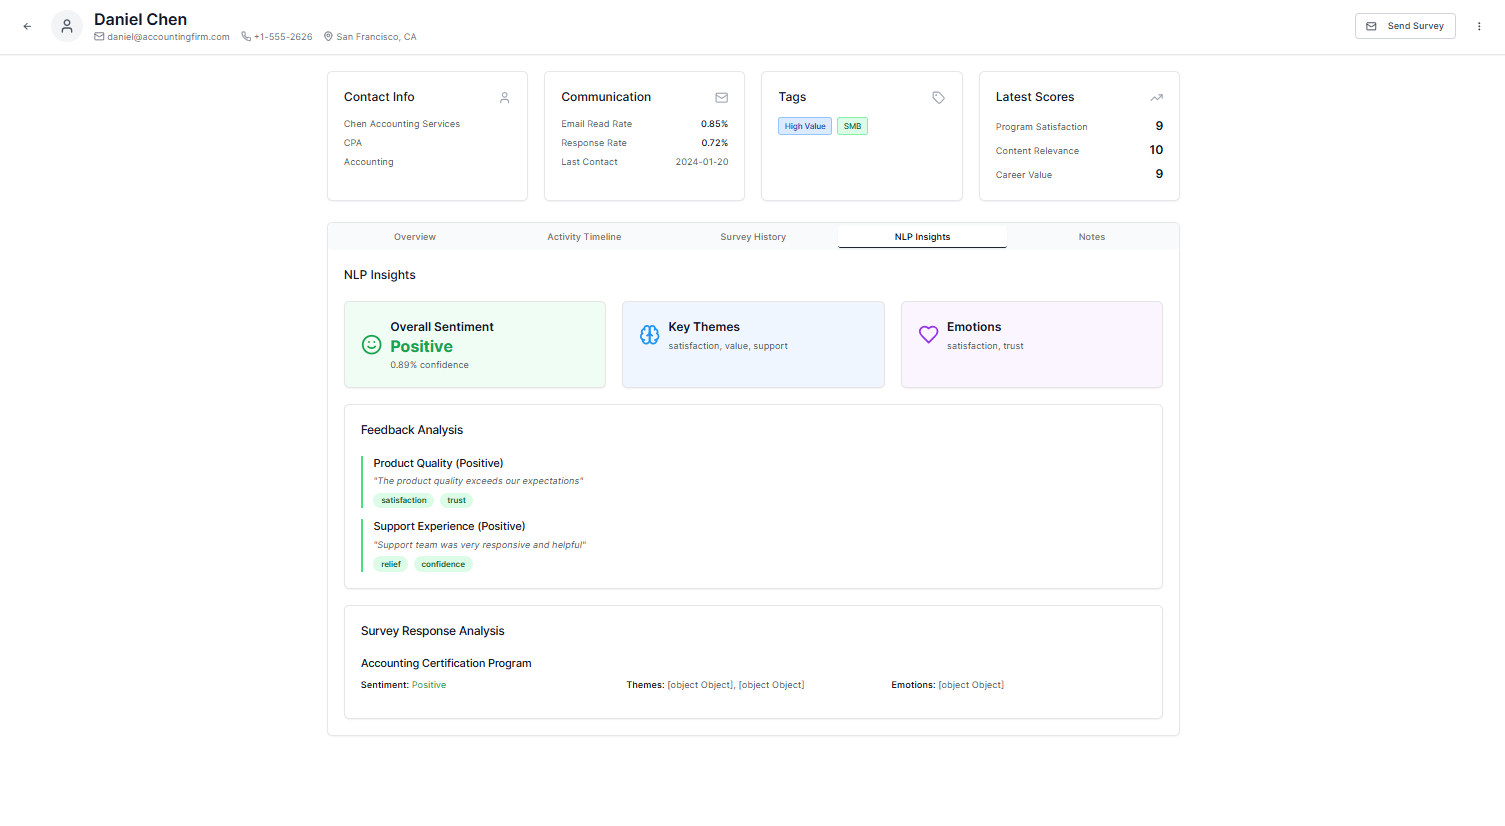 Daniel Chen
daniel@accountingfirm.com +1-555-2626 San Francisco, CA
Send Survey
Contact Info
Chen Accounting Services
CPA
Accounting
Communication
Email Read Rate 0.85%
Response Rate 0.72%
Last Contact 2024-01-20
Tags
High Value SMB
Latest Scores
Program Satisfaction 9
Content Relevance 10
Career Value 9
Overview Activity Timeline Survey History NLP Insights Notes
NLP Insights
Overall Sentiment
Positive
0.89% confidence
Key Themes
satisfaction, value, support
Emotions
satisfaction, trust
Feedback Analysis
Product Quality (Positive)
"The product quality exceeds our expectations"
satisfaction trust
Support Experience (Positive)
"Support team was very responsive and helpful"
relief confidence
Survey Response Analysis
Accounting Certification Program
Sentiment: Positive Themes: [object Object], [object Object] Emotions: [object Object]